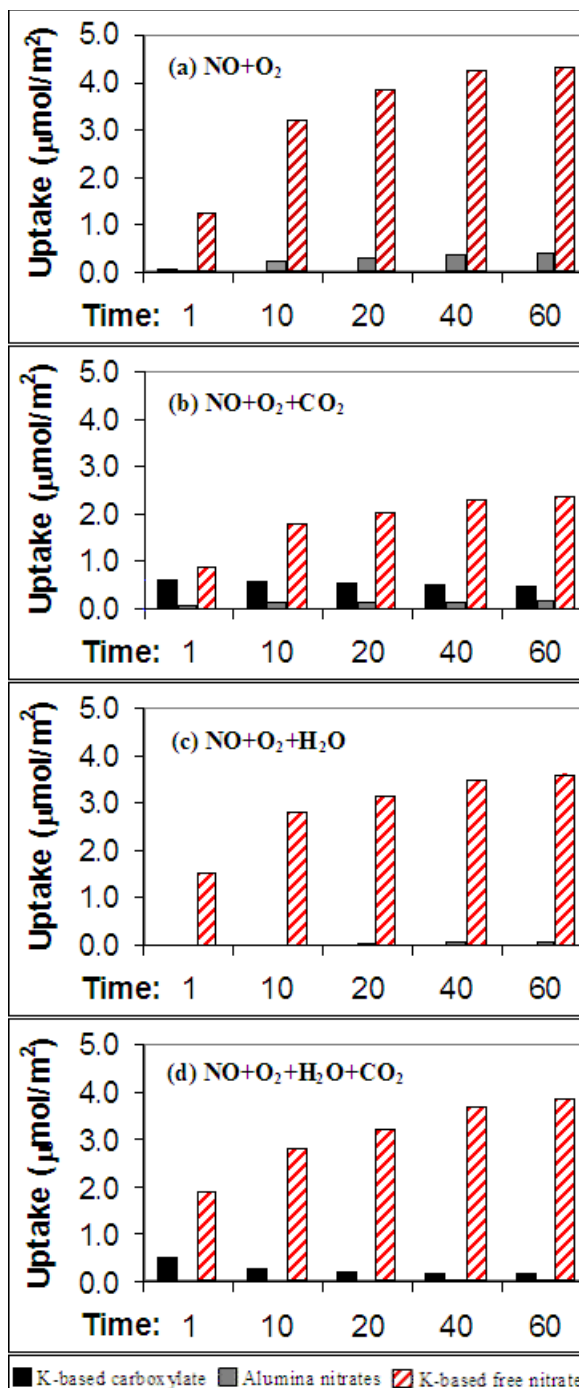 Uptake (µmol/m²)
5.0
(a) NO+O₂
4.0
3.0
2.0
1.0
0.0
Time: 1 10 20 40 60
Uptake (µmol/m²)
5.0
(b) NO+O₂+CO₂
4.0
3.0
2.0
1.0
0.0
Time: 1 10 20 40 60
Uptake (µmol/m²)
5.0
(c) NO+O₂+H₂O
4.0
3.0
2.0
1.0
0.0
Time: 1 10 20 40 60
Uptake (µmol/m²)
5.0
(d) NO+O₂+H₂O+CO₂
4.0
3.0
2.0
1.0
0.0
Time: 1 10 20 40 60
K-based carboxylate Alumina nitrates K-based free nitrate